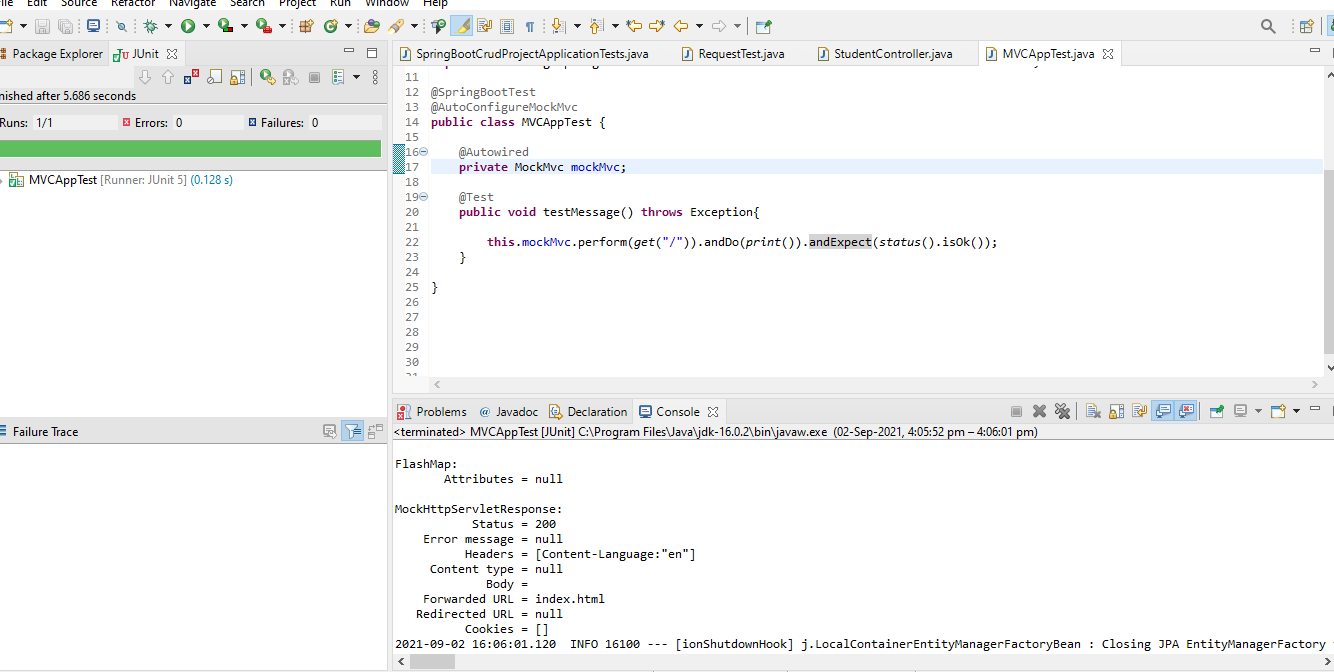 File Edit Source Refactor Navigate Search Project Run Window Help
Package Explorer JUnit
nished after 5.686 seconds
Runs: 1/1 Errors: 0 Failures: 0
MVCAppTest [Runner: JUnit 5] (0.128 s)
Failure Trace
SpringBootCrudProjectApplicationTests.java RequestTest.java StudentController.java MVCAppTest.java
11
12 @SpringBootTest
13 @AutoConfigureMockMvc
14 public class MVCAppTest {
15
16 @Autowired
17 private MockMvc mockMvc;
18
19 @Test
20 public void testMessage() throws Exception{
21
22 this.mockMvc.perform(get("/")).andDo(print()).andExpect(status().isOk());
23 }
24
25 }
26
27
28
29
30
31
Problems Javadoc Declaration Console
<terminated> MVCAppTest [JUnit] C:\Program Files\Java\jdk-16.0.2\bin\javaw.exe (02-Sep-2021, 4:05:52 pm – 4:06:01 pm)
FlashMap:
Attributes = null
MockHttpServletResponse:
Status = 200
Error message = null
Headers = [Content-Language:"en"]
Content type = null
Body =
Forwarded URL = index.html
Redirected URL = null
Cookies = []
2021-09-02 16:06:01.120 INFO 16100 --- [ionShutdownHook] j.LocalContainerEntityManagerFactoryBean : Closing JPA EntityManagerFactory